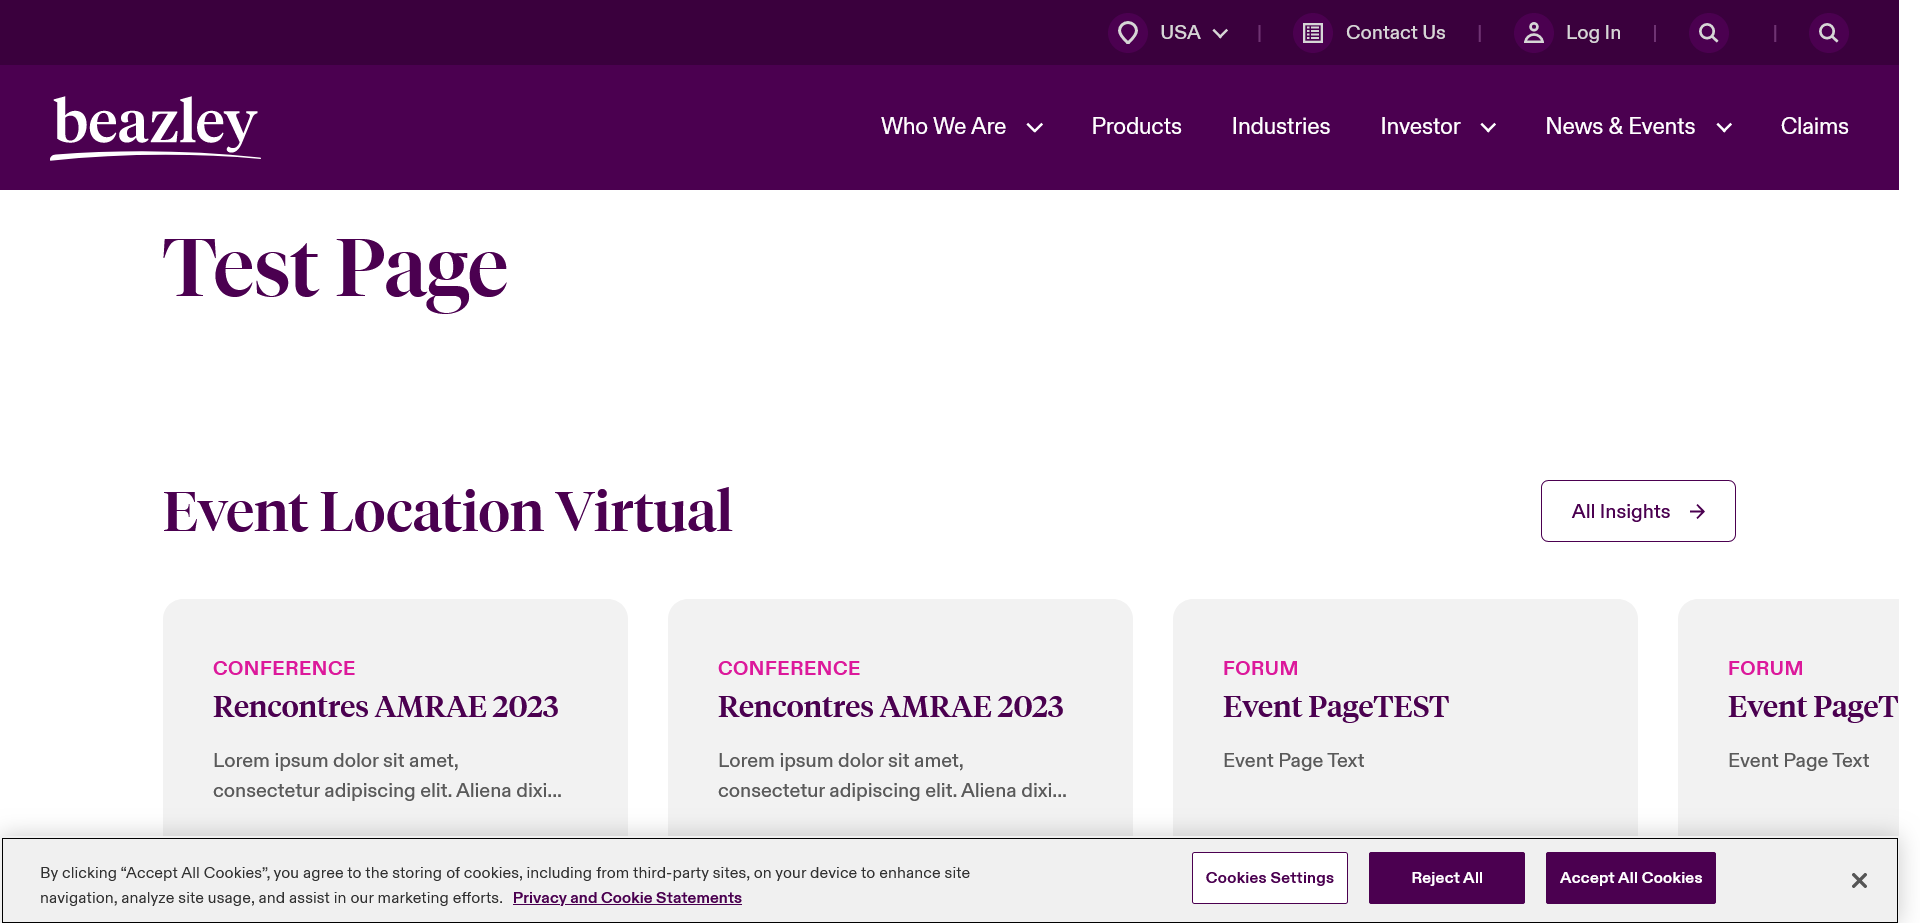 USA
Contact Us
Log In
beazley
Who We Are
Products
Industries
Investor
News & Events
Claims
Test Page
Event Location Virtual
All Insights
CONFERENCE
Rencontres AMRAE 2023
Lorem ipsum dolor sit amet,
consectetur adipiscing elit. Aliena dixi...
CONFERENCE
Rencontres AMRAE 2023
Lorem ipsum dolor sit amet,
consectetur adipiscing elit. Aliena dixi...
FORUM
Event PageTEST
Event Page Text
FORUM
Event PageT
Event Page Text
By clicking “Accept All Cookies”, you agree to the storing of cookies, including from third-party sites, on your device to enhance site
navigation, analyze site usage, and assist in our marketing efforts. Privacy and Cookie Statements
Cookies Settings
Reject All
Accept All Cookies